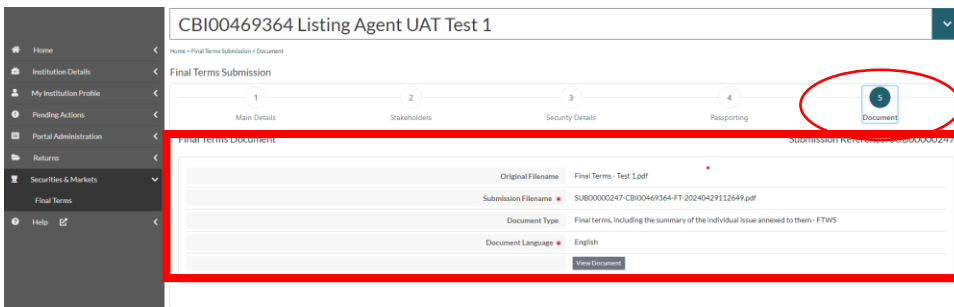 CBI00469364 Listing Agent UAT Test 1
Home
Institution Details
My Institution Profile
Pending Actions
Portal Administration
Returns
Securities & Markets
Final Terms
Help
Home • Final Terms Submission • Document
Final Terms Submission
1 2 3 4 5
Main Details Stakeholders Security Details Passporting Document
Final Terms Document Submission Reference: SUB00000247
Original Filename Final Terms - Test 1.pdf
Submission Filename * SUB00000247-CBI00469364-FT-20240429112649.pdf
Document Type Final terms, including the summary of the individual issue annexed to them - FTWS
Document Language * English
View Document